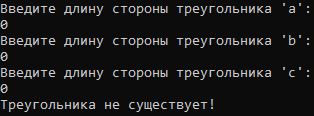 Введите длину стороны треугольника 'a':
0
Введите длину стороны треугольника 'b':
0
Введите длину стороны треугольника 'c':
0
Треугольника не существует!